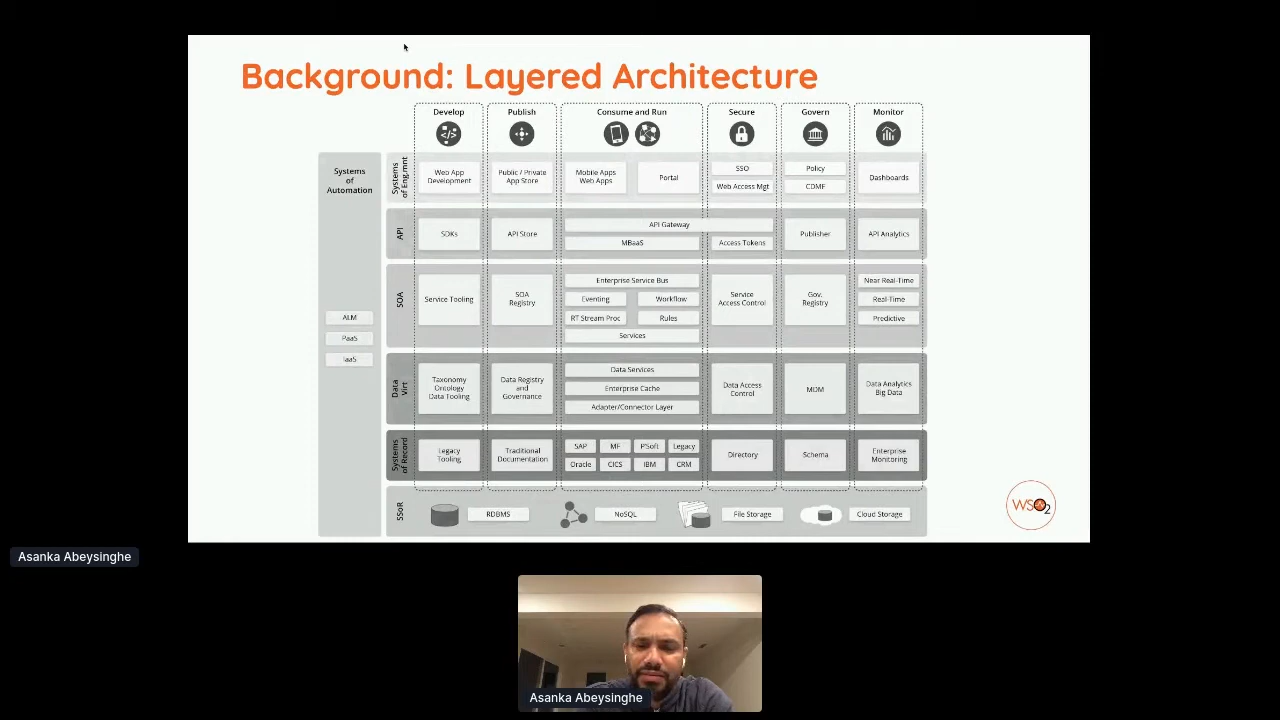 Background: Layered Architecture
Develop
Publish
Consume and Run
Secure
Govern
Monitor
Systems
of
Automation
ALM
PaaS
IaaS
Systems
of Eng.mnt
Web App
Development
Public / Private
App Store
Mobile Apps
Web Apps
Portal
SSO
Web Access Mgt
Policy
CDMF
Dashboards
API
SDKs
API Store
API Gateway
MBaaS
Access Tokens
Publisher
API Analytics
SOA
Service Tooling
SOA
Registry
Enterprise Service Bus
Eventing
Workflow
RT Stream Proc
Rules
Services
Service
Access Control
Gov.
Registry
Near Real-Time
Real-Time
Predictive
Data
Virt
Taxonomy
Ontology
Data Tooling
Data Registry
and
Governance
Data Services
Enterprise Cache
Adapter/Connector Layer
Data Access
Control
MDM
Data Analytics
Big Data
Systems
of Record
Legacy
Tooling
Traditional
Documentation
SAP
MF
P'Soft
Legacy
Oracle
CICS
IBM
CRM
Directory
Schema
Enterprise
Monitoring
SSoR
RDBMS
NoSQL
File Storage
Cloud Storage
WSO2
Asanka Abeysinghe
Asanka Abeysinghe